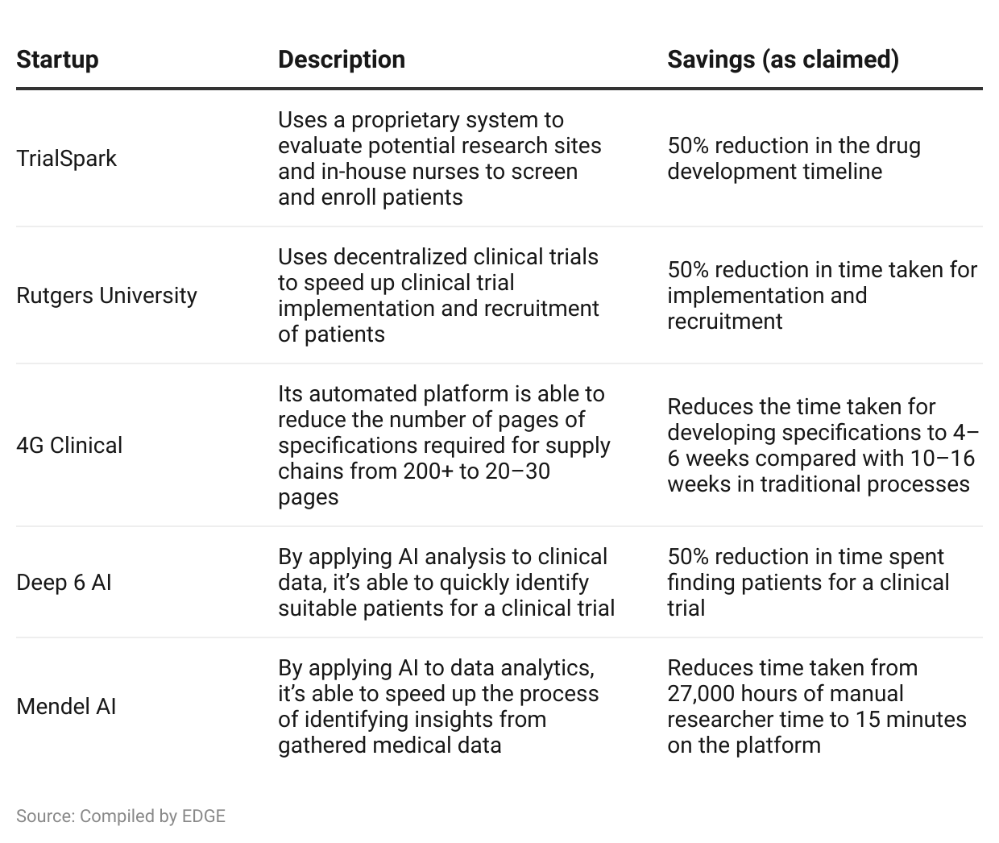 Startup
Description
Savings (as claimed)
TrialSpark
Uses a proprietary system to
evaluate potential research sites
and in-house nurses to screen
and enroll patients
50% reduction in the drug
development timeline
Rutgers University
Uses decentralized clinical trials
to speed up clinical trial
implementation and recruitment
of patients
50% reduction in time taken for
implementation and
recruitment
4G Clinical
Its automated platform is able to
reduce the number of pages of
specifications required for supply
chains from 200+ to 20–30
pages
Reduces the time taken for
developing specifications to 4–
6 weeks compared with 10–16
weeks in traditional processes
Deep 6 AI
By applying AI analysis to clinical
data, it’s able to quickly identify
suitable patients for a clinical trial
50% reduction in time spent
finding patients for a clinical
trial
Mendel AI
By applying AI to data analytics,
it’s able to speed up the process
of identifying insights from
gathered medical data
Reduces time taken from
27,000 hours of manual
researcher time to 15 minutes
on the platform
Source: Compiled by EDGE